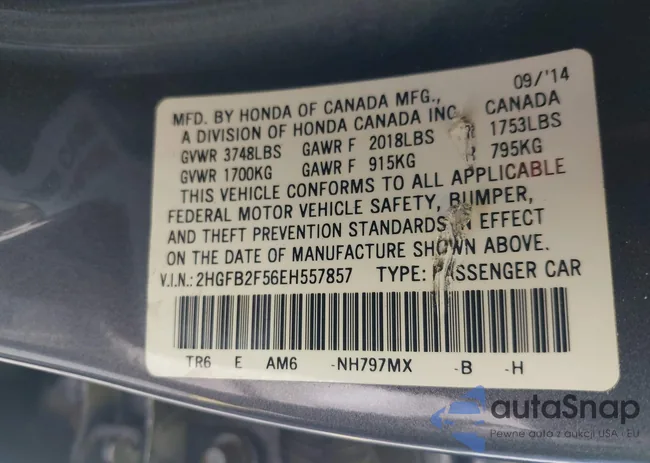 09/'14
MFD. BY HONDA OF CANADA MFG., CANADA
A DIVISION OF HONDA CANADA INC
GVWR 3748LBS GAWR F 2018LBS R 1753LBS
GVWR 1700KG GAWR F 915KG 795KG
THIS VEHICLE CONFORMS TO ALL APPLICABLE
FEDERAL MOTOR VEHICLE SAFETY, BUMPER,
AND THEFT PREVENTION STANDARDS IN EFFECT
ON THE DATE OF MANUFACTURE SHOWN ABOVE.
V.I.N.: 2HGFB2F56EH557857 TYPE: PASSENGER CAR
TR6 E AM6 -NH797MX -B -H
autaSnap
Pewne auta z aukcji USA i EU